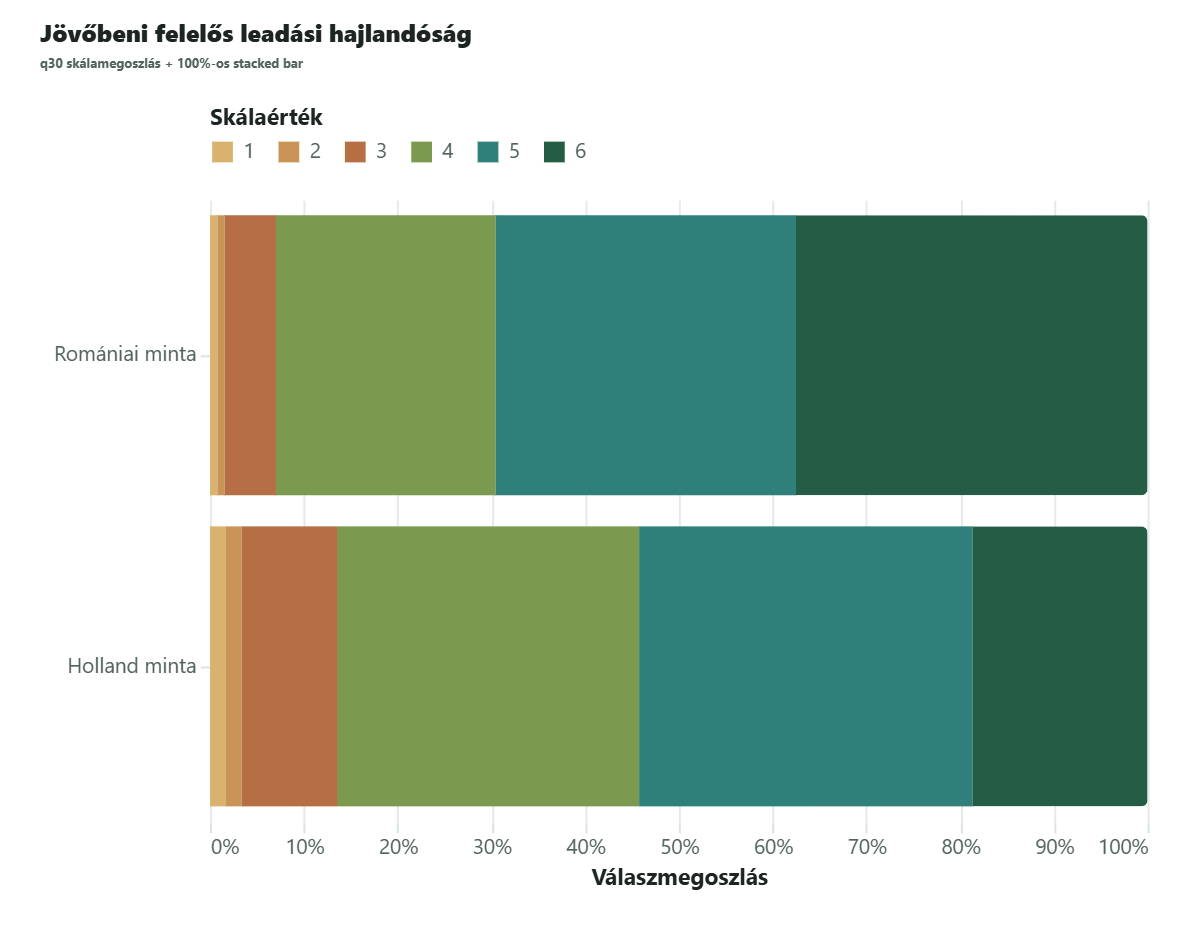 Jövőbeni felelős leadási hajlandóság
q30 skálamegoszlás + 100%-os stacked bar
Skálaérték
1 2 3 4 5 6
Romániai minta
Holland minta
0% 10% 20% 30% 40% 50% 60% 70% 80% 90% 100%
Válaszmegoszlás